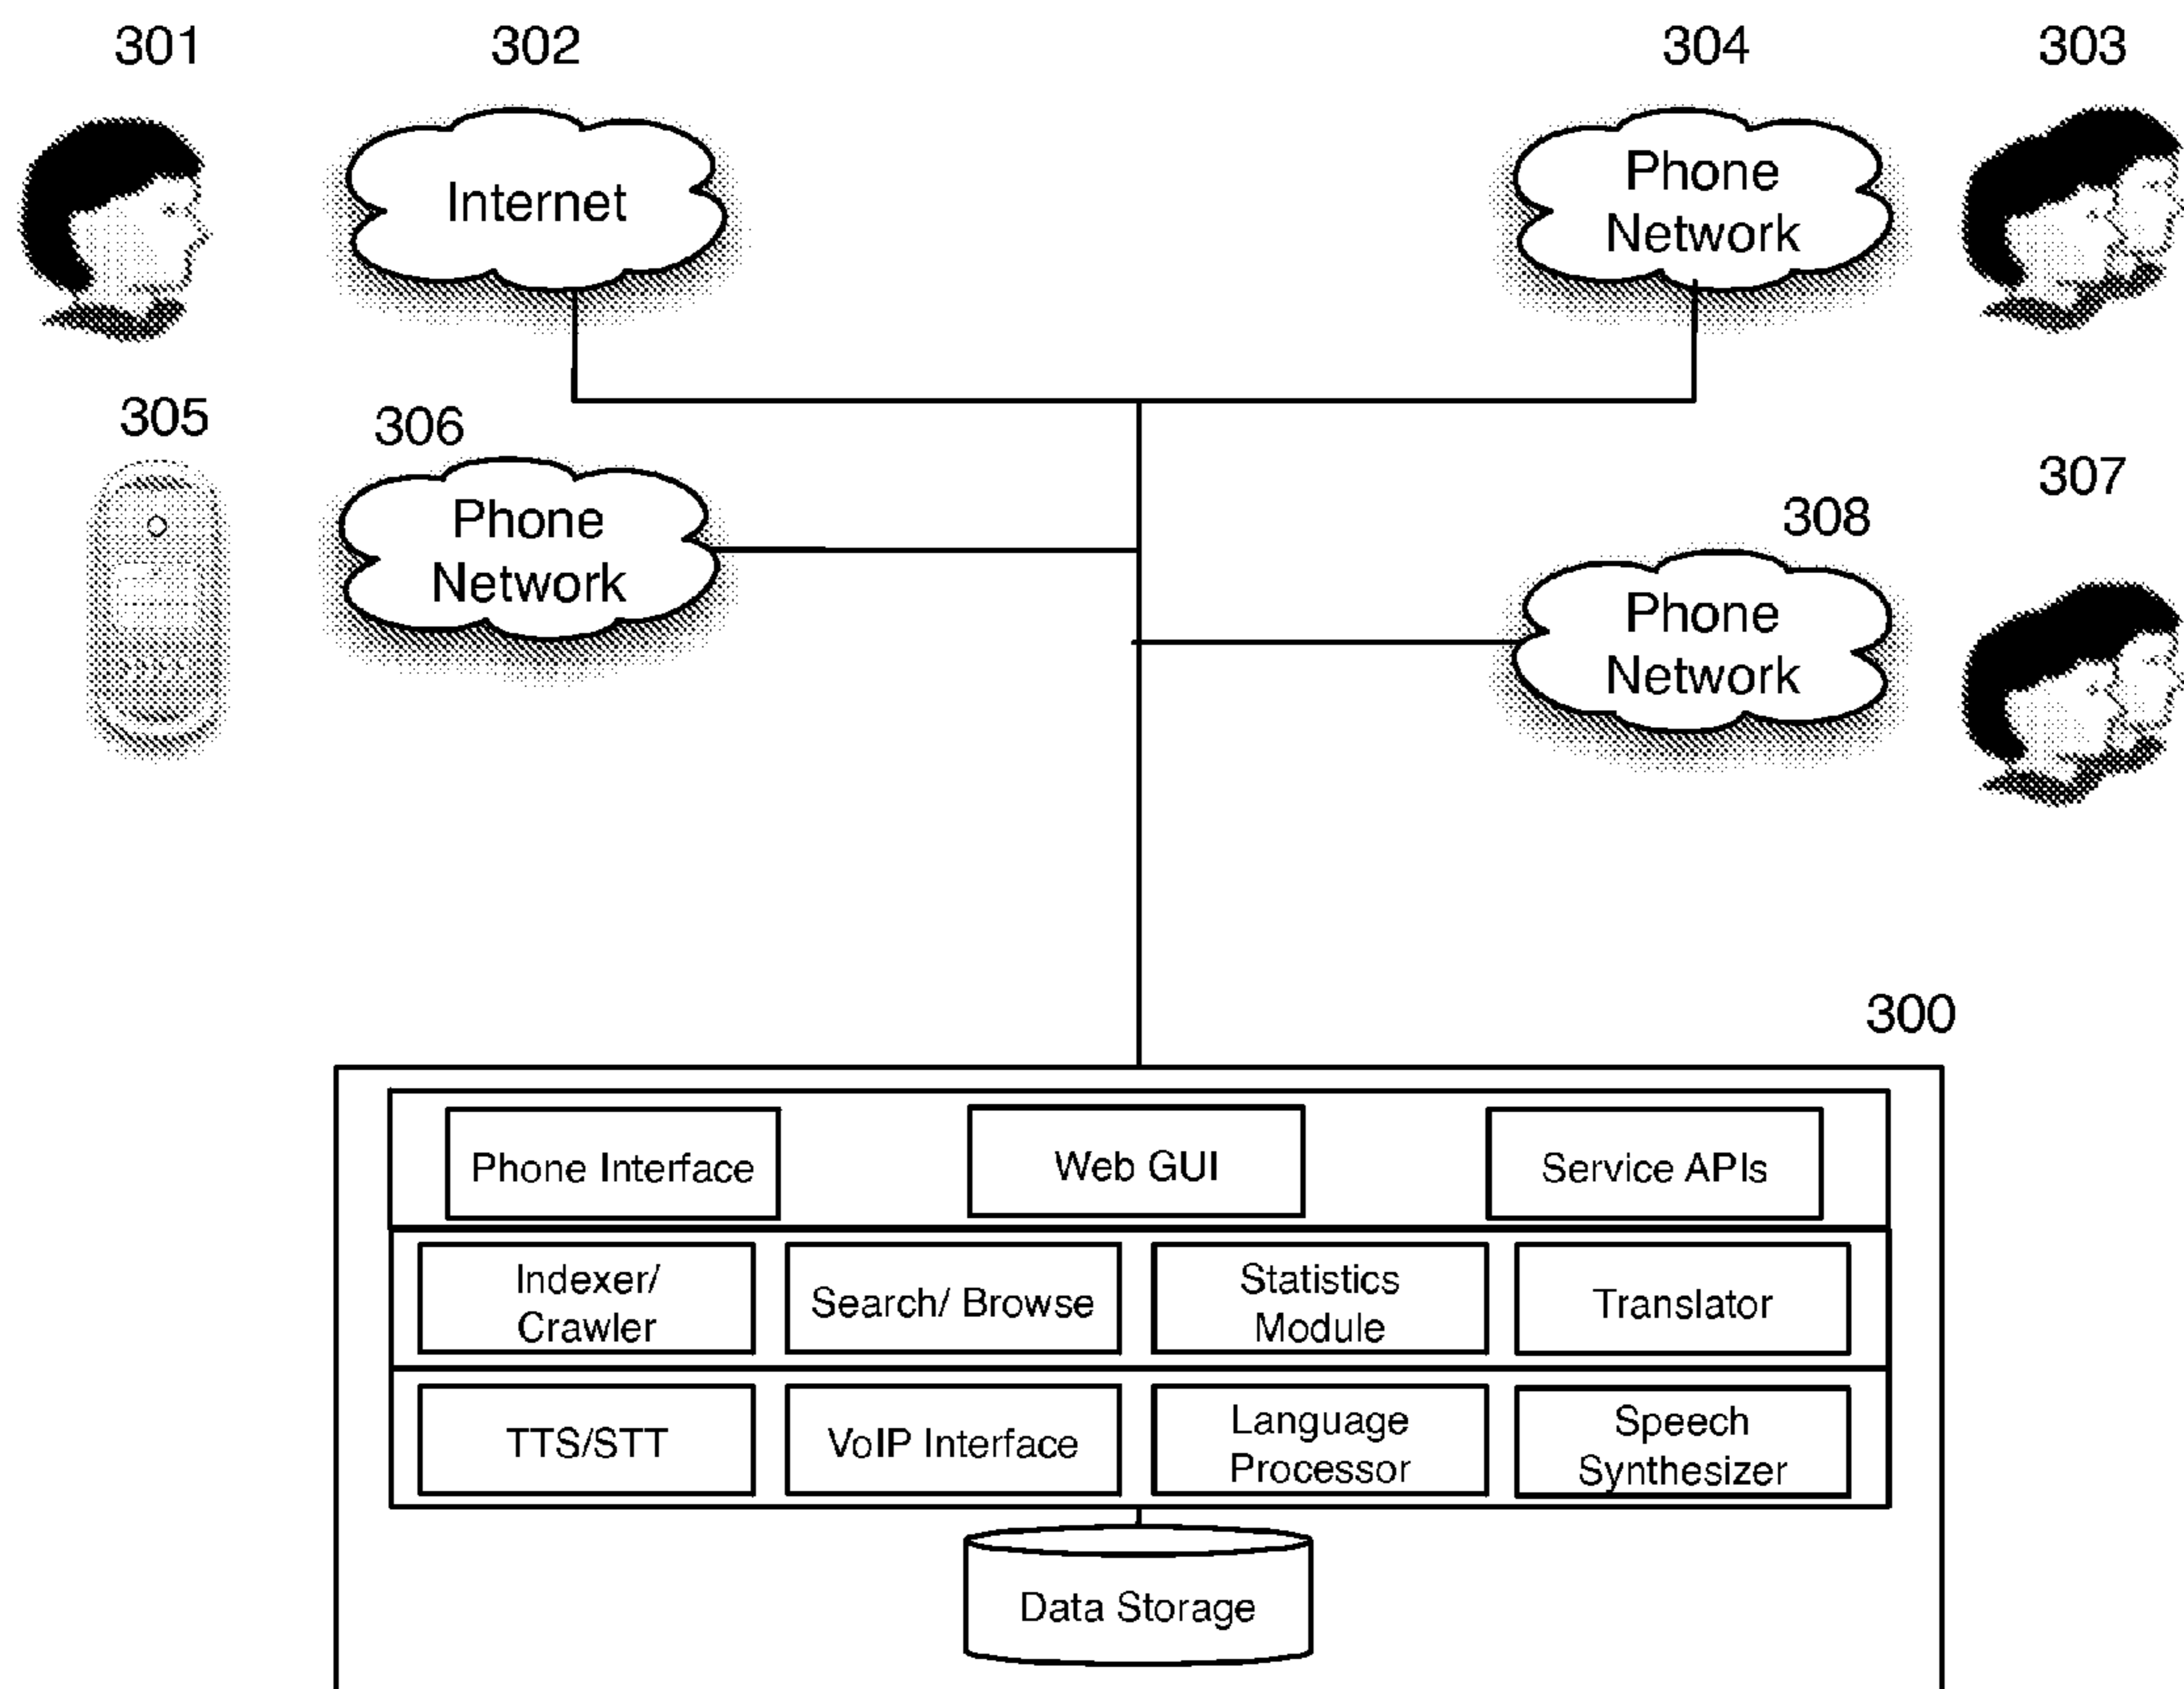 301
302
304
303
Internet
Phone
Network
305
306
Phone
Network
307
308
Phone
Network
300
Phone Interface
Web GUI
Service APIs
Indexer/
Crawler
Search/ Browse
Statistics
Module
Translator
TTS/STT
VoIP Interface
Language
Processor
Speech
Synthesizer
Data Storage